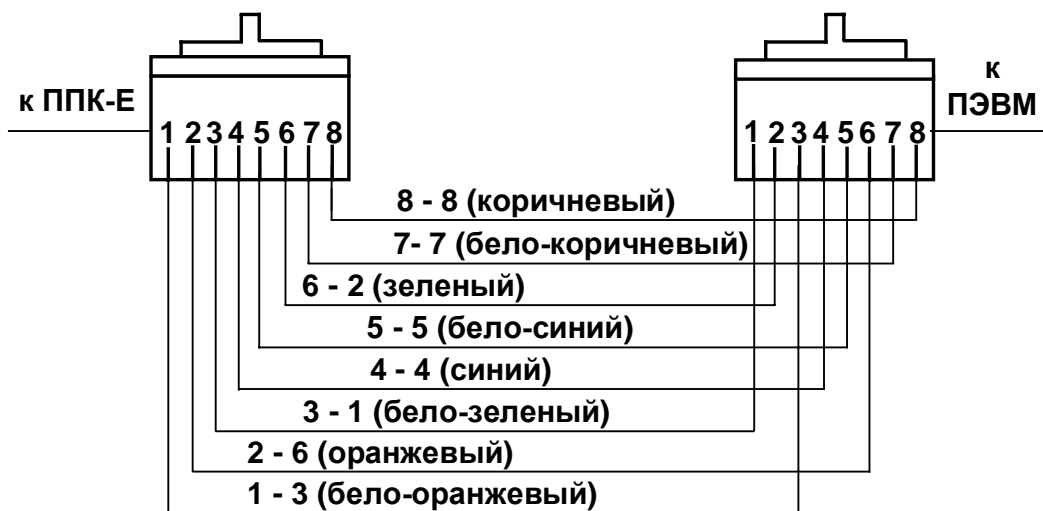 к ППК-Е
к
ПЭВМ
1 2 3 4 5 6 7 8
1 2 3 4 5 6 7 8
8 - 8 (коричневый)
7- 7 (бело-коричневый)
6 - 2 (зеленый)
5 - 5 (бело-синий)
4 - 4 (синий)
3 - 1 (бело-зеленый)
2 - 6 (оранжевый)
1 - 3 (бело-оранжевый)